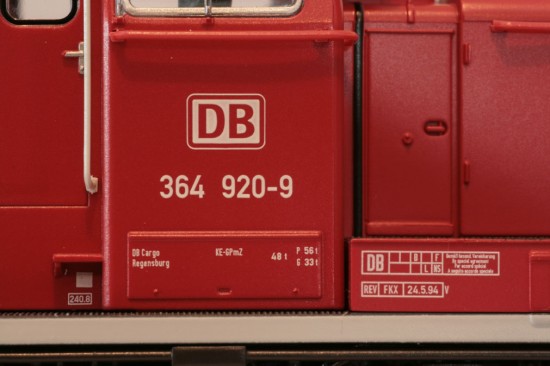 DB
364 920-9
DB Cargo KE-GPmZ 48 t P 56 t
Regensburg G 33 t
240.8
DB B F
L NS
REV FKX 24.5.94 V